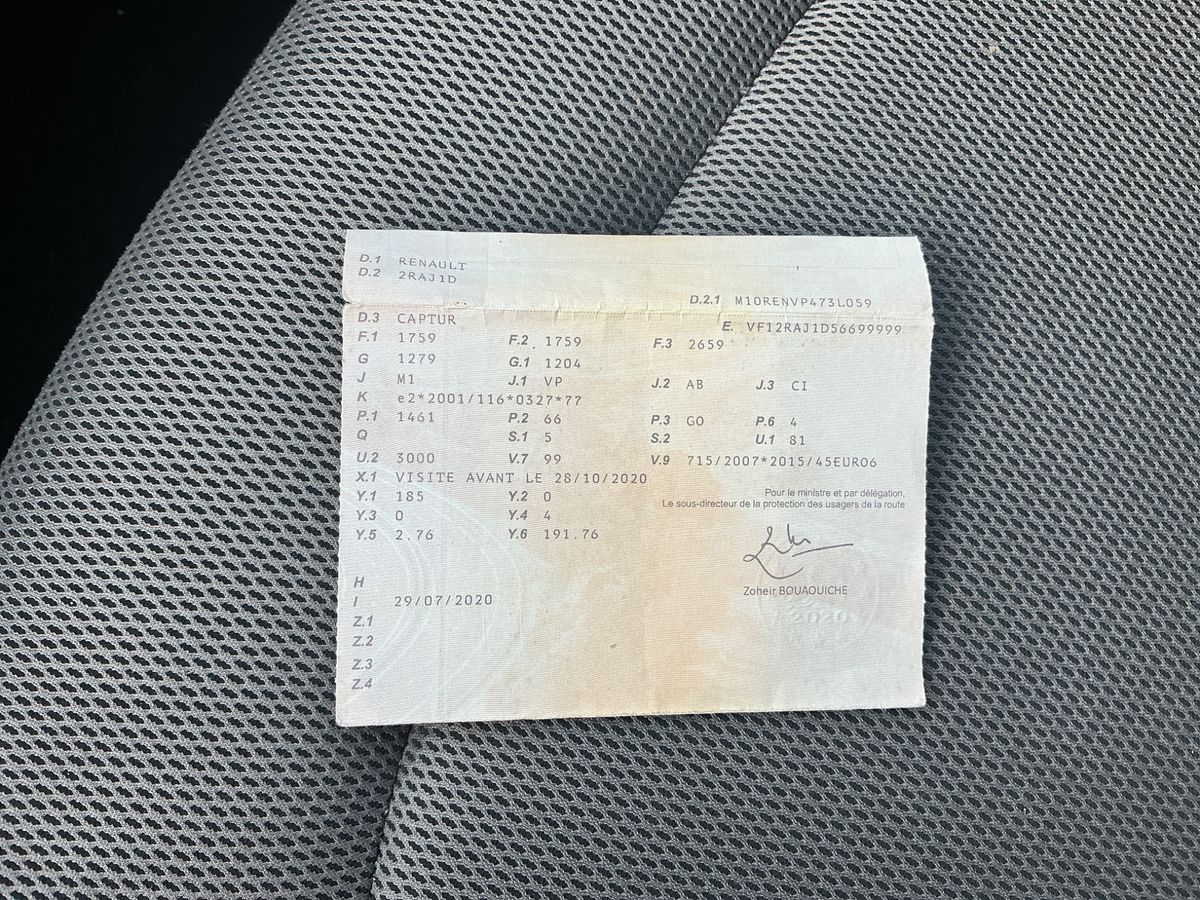 D.1 RENAULT
D.2 2RAJ1D
D.2.1 M10RENVP473L059
D.3 CAPTUR E. VF12RAJ1D56699999
F.1 1759 F.2 1759 F.3 2659
G 1279 G.1 1204
J M1 J.1 VP J.2 AB J.3 CI
K e2*2001/116*0327*77
P.1 1461 P.2 66 P.3 GO P.6 4
Q S.1 5 S.2 U.1 81
U.2 3000 V.7 99 V.9 715/2007*2015/45EURO6
X.1 VISITE AVANT LE 28/10/2020
Y.1 185 Y.2 0
Pour le ministre et par délégation,
Le sous-directeur de la protection des usagers de la route
Y.3 0 Y.4 4
Y.5 2.76 Y.6 191.76
H
Zoheir BOUAOUICHE
I 29/07/2020
2020
Z.1
Z.2
Z.3
Z.4